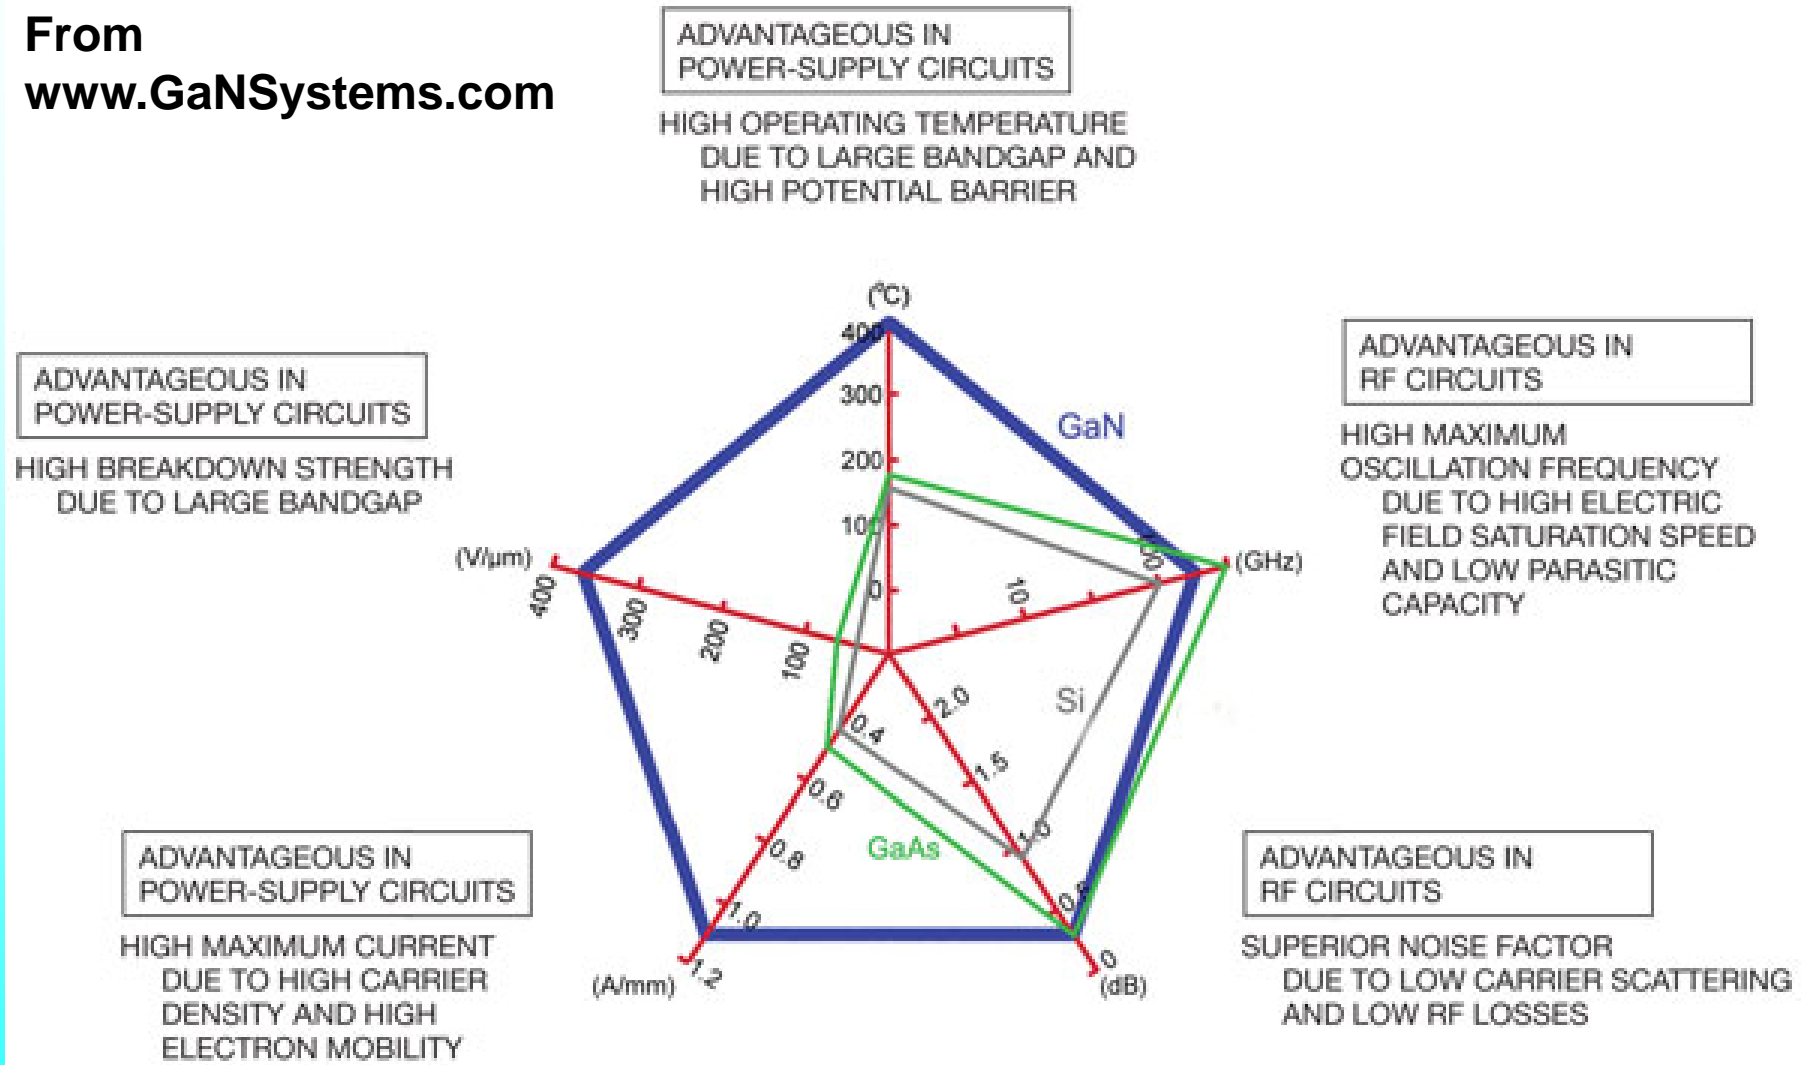 From
www.GaNSystems.com
ADVANTAGEOUS IN
POWER-SUPPLY CIRCUITS
HIGH OPERATING TEMPERATURE
DUE TO LARGE BANDGAP AND
HIGH POTENTIAL BARRIER
ADVANTAGEOUS IN
POWER-SUPPLY CIRCUITS
HIGH BREAKDOWN STRENGTH
DUE TO LARGE BANDGAP
ADVANTAGEOUS IN
RF CIRCUITS
HIGH MAXIMUM
OSCILLATION FREQUENCY
DUE TO HIGH ELECTRIC
FIELD SATURATION SPEED
AND LOW PARASITIC
CAPACITY
(°C)
400
300
200
100
0
GaN
(V/μm)
400
300
200
100
(GHz)
10
Si
2.0
1.5
1.0
0
(dB)
GaAs
0.4
0.6
0.8
1.0
1.2
(A/mm)
ADVANTAGEOUS IN
POWER-SUPPLY CIRCUITS
HIGH MAXIMUM CURRENT
DUE TO HIGH CARRIER
DENSITY AND HIGH
ELECTRON MOBILITY
ADVANTAGEOUS IN
RF CIRCUITS
SUPERIOR NOISE FACTOR
DUE TO LOW CARRIER SCATTERING
AND LOW RF LOSSES